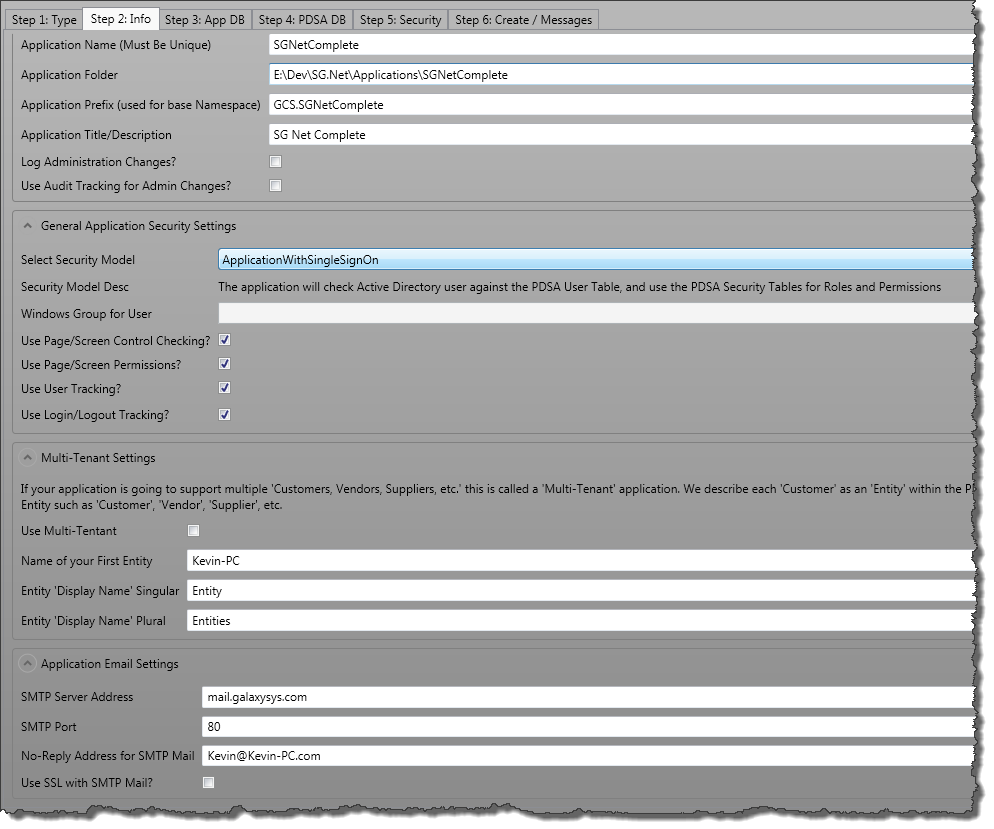 Step 1: Type Step 2: Info Step 3: App DB Step 4: PDSA DB Step 5: Security Step 6: Create / Messages
Application Name (Must Be Unique) SGNetComplete
Application Folder E:\Dev\SG.Net\Applications\SGNetComplete
Application Prefix (used for base Namespace) GCS.SGNetComplete
Application Title/Description SG Net Complete
Log Administration Changes?
Use Audit Tracking for Admin Changes?
General Application Security Settings
Select Security Model ApplicationWithSingleSignOn
Security Model Desc The application will check Active Directory user against the PDSA User Table, and use the PDSA Security Tables for Roles and Permissions
Windows Group for User
Use Page/Screen Control Checking?
Use Page/Screen Permissions?
Use User Tracking?
Use Login/Logout Tracking?
Multi-Tenant Settings
If your application is going to support multiple 'Customers, Vendors, Suppliers, etc.' this is called a 'Multi-Tenant' application. We describe each 'Customer' as an 'Entity' within the
Entity such as 'Customer', 'Vendor', 'Supplier', etc.
Use Multi-Tentant
Name of your First Entity Kevin-PC
Entity 'Display Name' Singular Entity
Entity 'Display Name' Plural Entities
Application Email Settings
SMTP Server Address mail.galaxysys.com
SMTP Port 80
No-Reply Address for SMTP Mail Kevin@Kevin-PC.com
Use SSL with SMTP Mail?